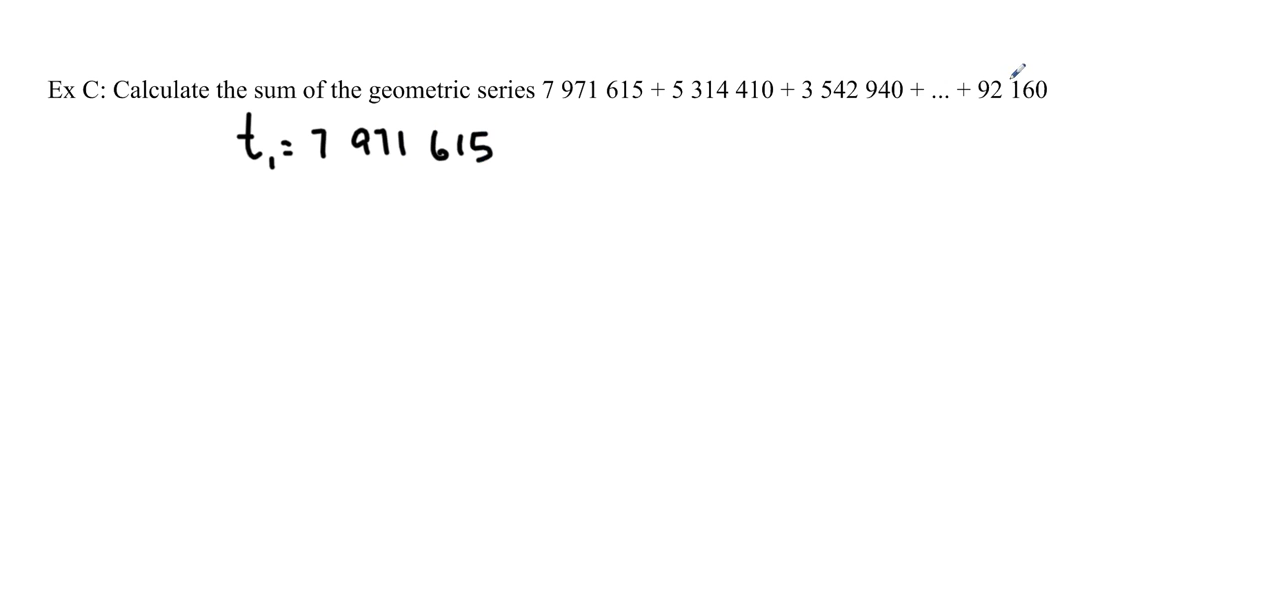 Ex C: Calculate the sum of the geometric series 7 971 615 + 5 314 410 + 3 542 940 + ... + 92 160
t₁ = 7 971 615